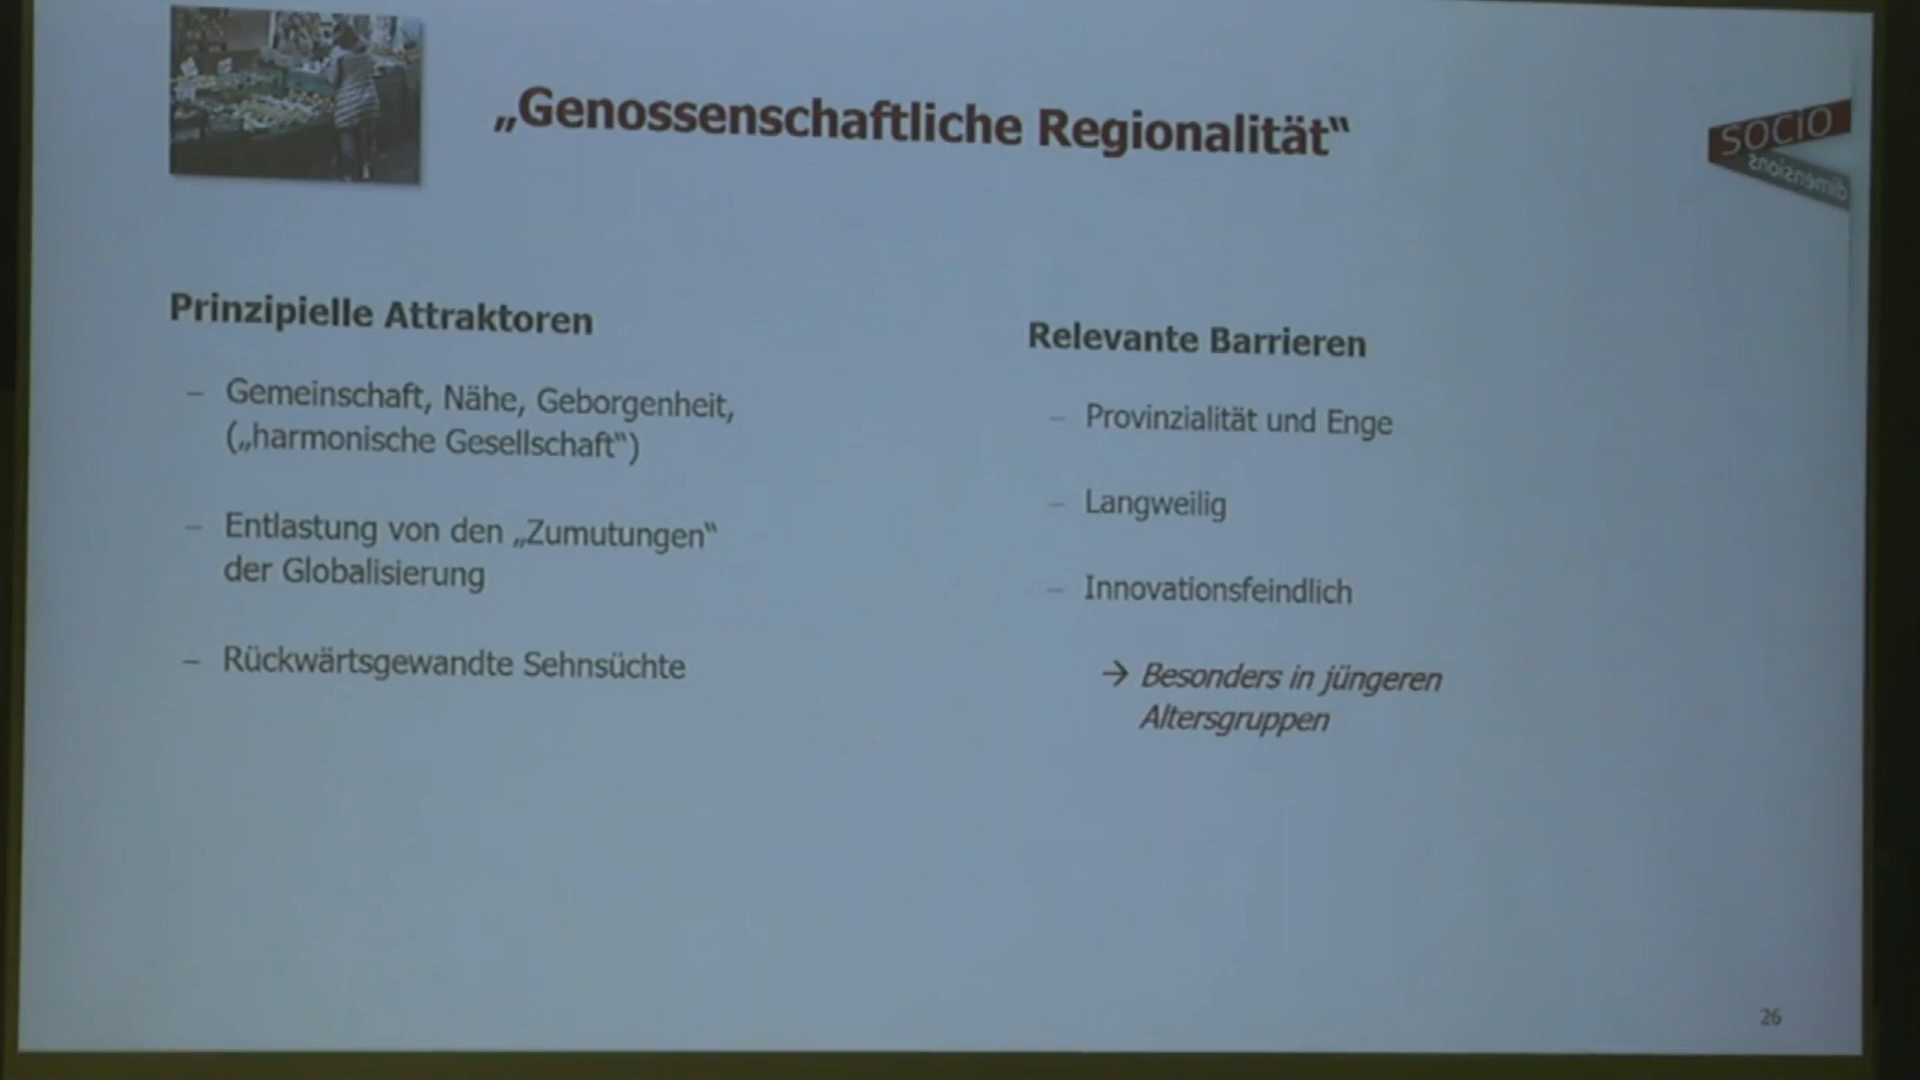 „Genossenschaftliche Regionalität“
SOCIO
dimensions
Prinzipielle Attraktoren
– Gemeinschaft, Nähe, Geborgenheit,
(„harmonische Gesellschaft“)
– Entlastung von den „Zumutungen“
der Globalisierung
– Rückwärtsgewandte Sehnsüchte
Relevante Barrieren
– Provinzialität und Enge
– Langweilig
– Innovationsfeindlich
→ Besonders in jüngeren
Altersgruppen
26